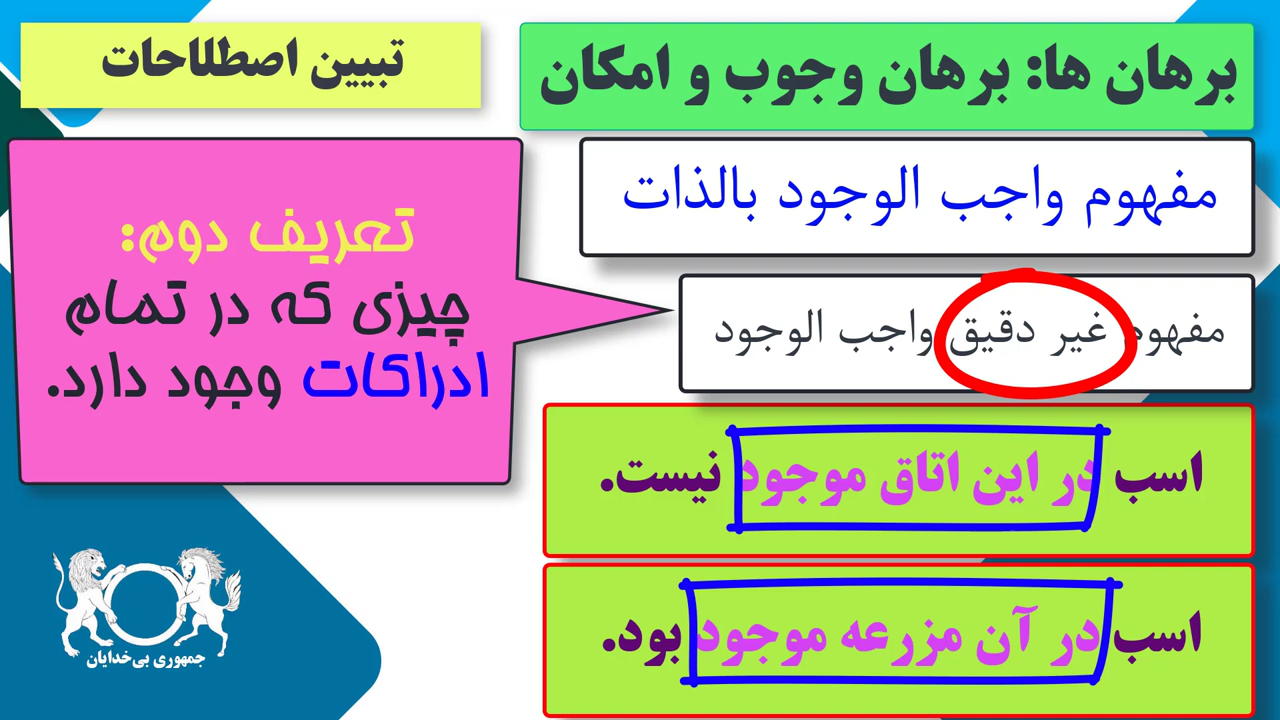 برهان ها: برهان وجوب و امکان
تبیین اصطلاحات
مفهوم واجب الوجود بالذات
مفهوم غیر دقیق واجب الوجود
تعریف دوم:
چیزی که در تمام
ادراکات وجود دارد.
اسب در این اتاق موجود نیست.
اسب در آن مزرعه موجود بود.
جمهوری بی‌خدایان